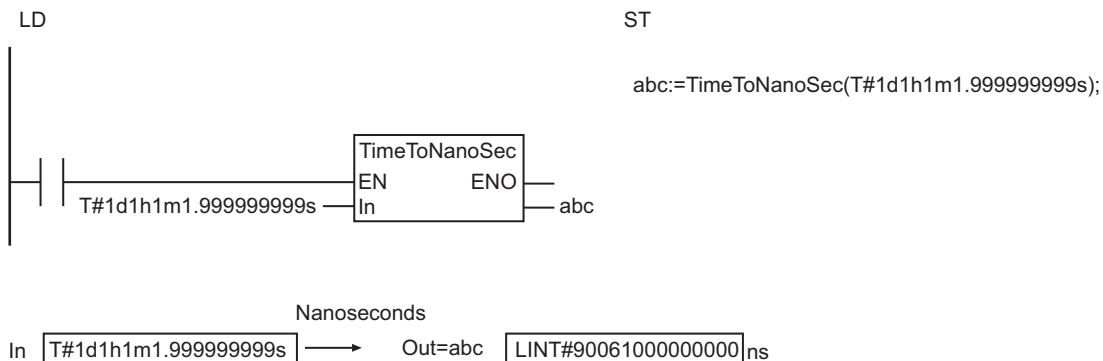 LD
ST
abc:=TimeToNanoSec(T#1d1h1m1.999999999s);
TimeToNanoSec
EN ENO
T#1d1h1m1.999999999s In abc
Nanoseconds
In T#1d1h1m1.999999999s Out=abc LINT#90061000000000 ns